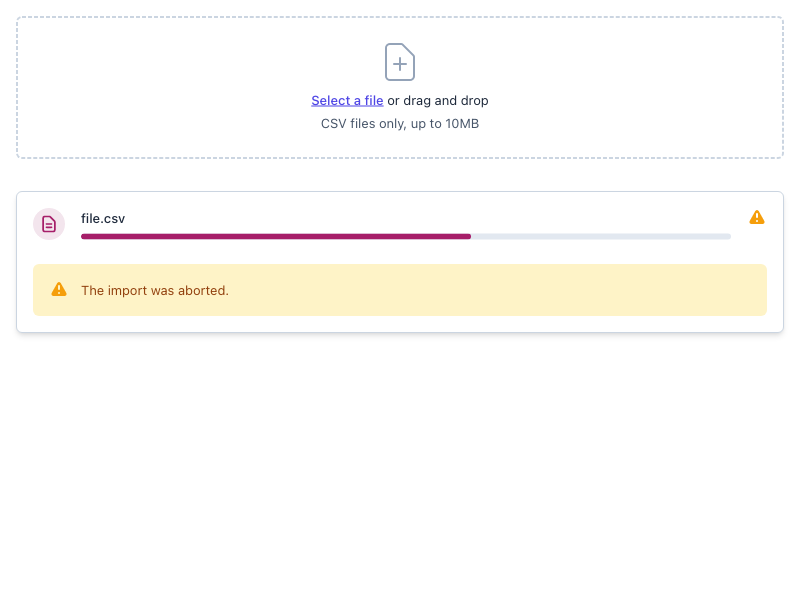 Select a file or drag and drop
CSV files only, up to 10MB
file.csv
The import was aborted.